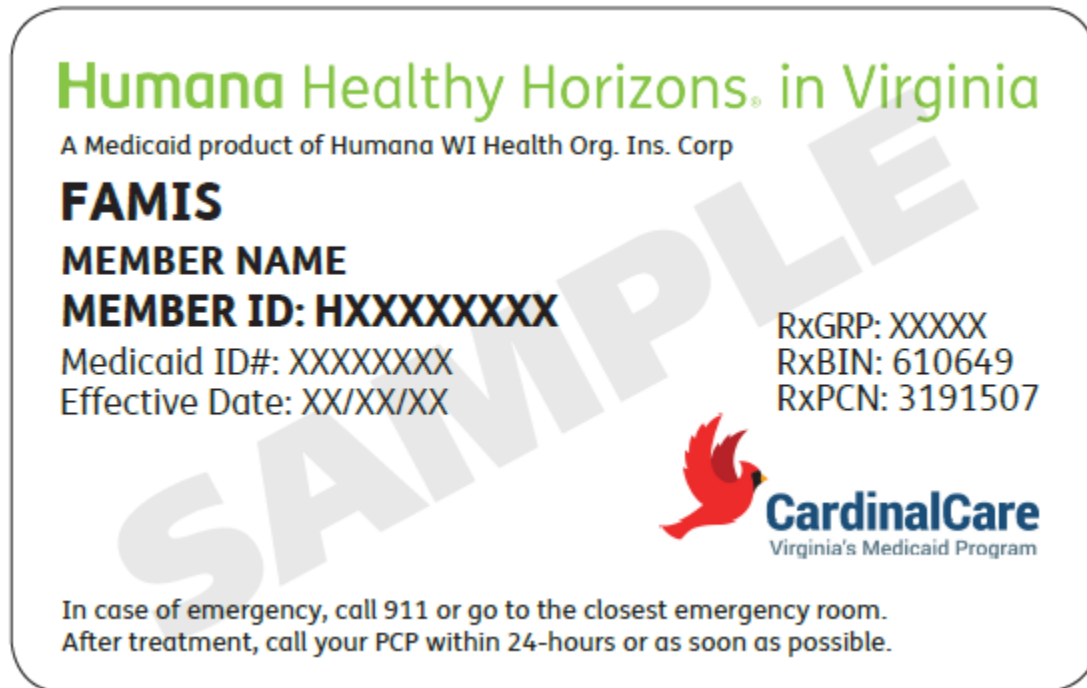 Humana Healthy Horizons® in Virginia
A Medicaid product of Humana WI Health Org. Ins. Corp
FAMIS
MEMBER NAME
MEMBER ID: HXXXXXXXX
Medicaid ID#: XXXXXXXX
Effective Date: XX/XX/XX
RxGRP: XXXXX
RxBIN: 610649
RxPCN: 3191507
SAMPLE
CardinalCare
Virginia's Medicaid Program
In case of emergency, call 911 or go to the closest emergency room.
After treatment, call your PCP within 24-hours or as soon as possible.